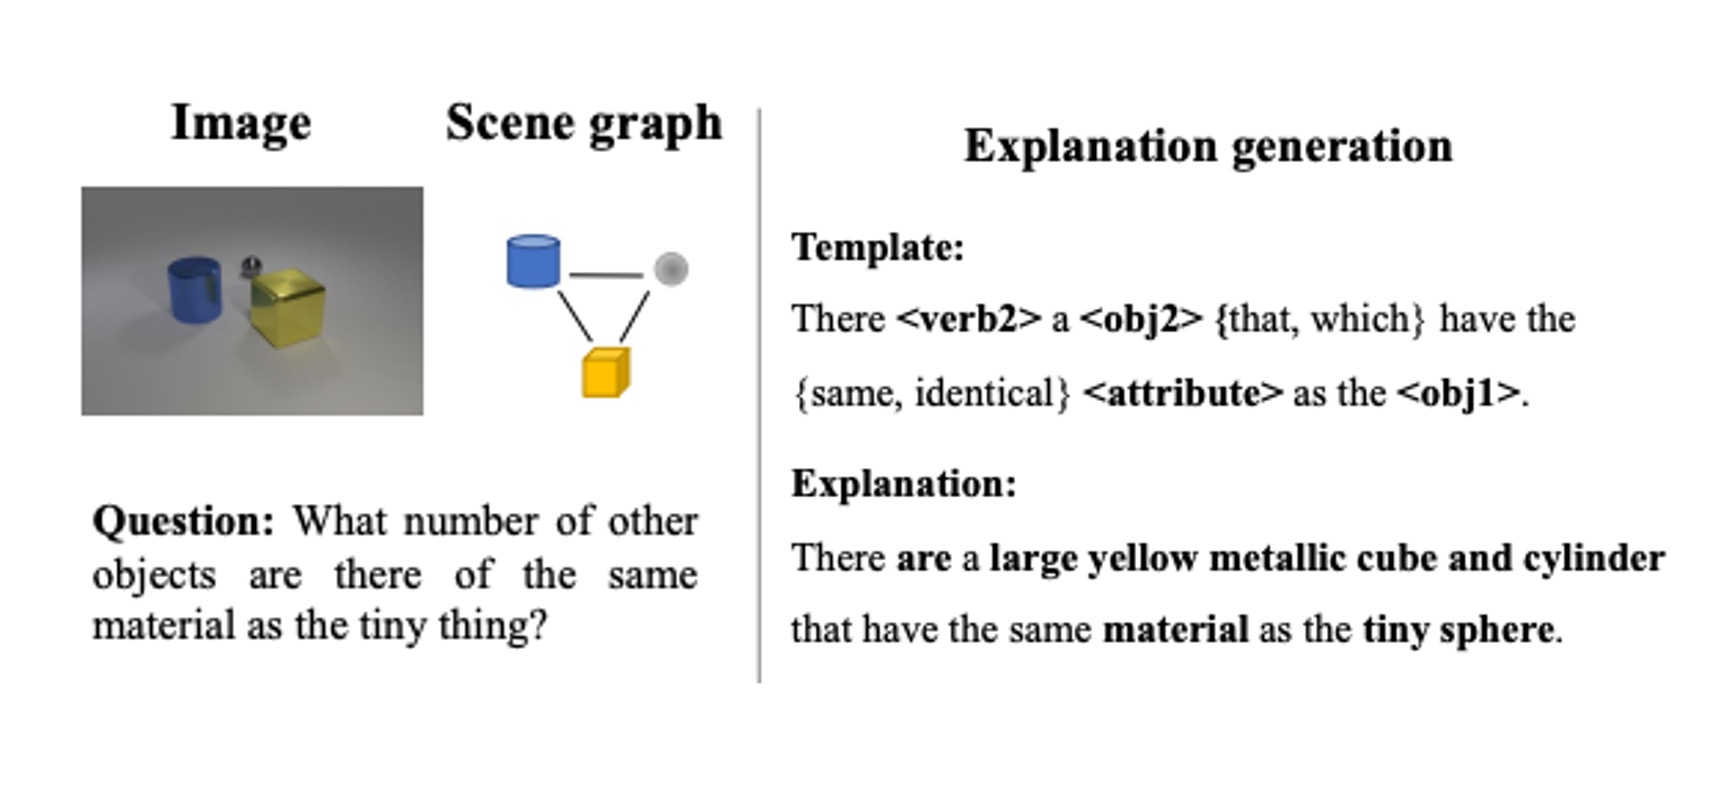 Image
Scene graph
Question: What number of other
objects are there of the same
material as the tiny thing?
Explanation generation
Template:
There <verb2> a <obj2> {that, which} have the
{same, identical} <attribute> as the <obj1>.
Explanation:
There are a large yellow metallic cube and cylinder
that have the same material as the tiny sphere.